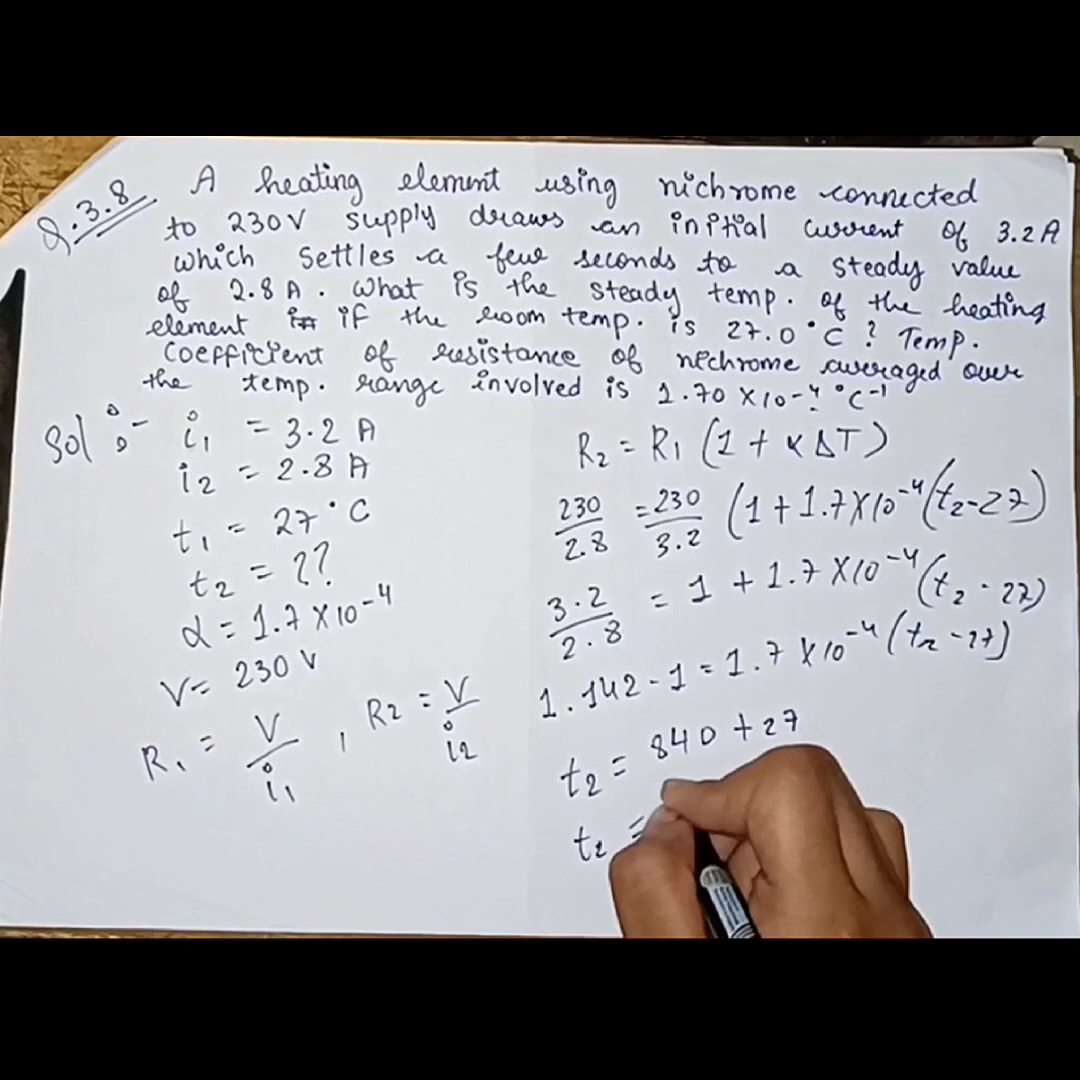 Q.3.8 A heating element using nichrome connected
to 230V supply draws an initial current of 3.2A
which settles a few seconds to a steady value
of 2.8A. What is the steady temp. of the heating
element in if the room temp. is 27.0°C? Temp.
Coefficient of resistance of nichrome averaged over
the temp. range involved is 1.70 × 10-4 °C-1
Sol :-
i1 = 3.2 A
i2 = 2.8 A
t1 = 27°C
t2 = ??
α = 1.7 × 10-4
V = 230 V
R1 = V/i1 , R2 = V/i2
R2 = R1 (1 + α ΔT)
230/2.8 = 230/3.2 (1 + 1.7 × 10-4 (t2 - 27)
3.2/2.8 = 1 + 1.7 × 10-4 (t2 - 27)
1.142 - 1 = 1.7 × 10-4 (t2 - 27)
t2 = 840 + 27
t2 =